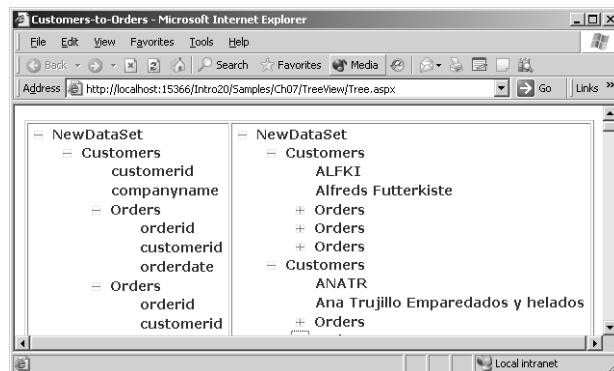 Customers-to-Orders - Microsoft Internet Explorer
File Edit View Favorites Tools Help
Back Search Favorites Media
Address http://localhost:15366/Intro20/Samples/Ch07/TreeView/Tree.aspx Go Links »
NewDataSet
Customers
customerid
companyname
Orders
orderid
customerid
orderdate
Orders
orderid
customerid
NewDataSet
Customers
ALFKI
Alfreds Futterkiste
Orders
Orders
Orders
Customers
ANATR
Ana Trujillo Emparedados y helados
Orders
Local intranet